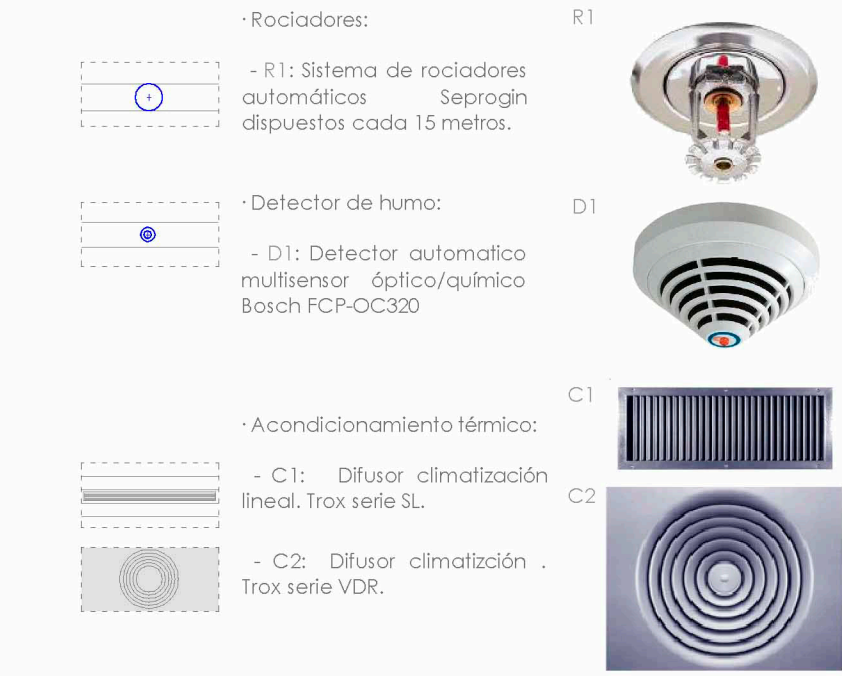 · Rociadores:
R1
- R1: Sistema de rociadores
automáticos Seprogin
dispuestos cada 15 metros.
· Detector de humo:
D1
- D1: Detector automatico
multisensor óptico/químico
Bosch FCP-OC320
C1
· Acondicionamiento térmico:
- C1: Difusor climatización
lineal. Trox serie SL.
C2
- C2: Difusor climatizción .
Trox serie VDR.